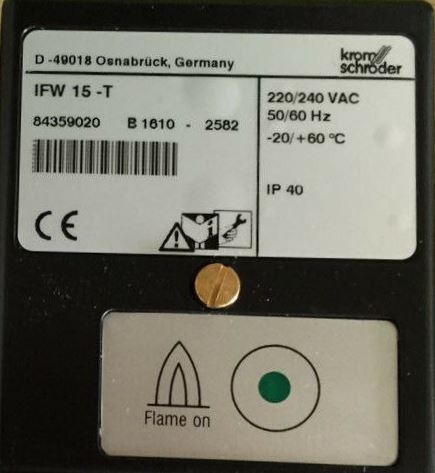 D -49018 Osnabrück, Germany
krom
schröder
IFW 15 -T
84359020 B 1610 - 2582
220/240 VAC
50/60 Hz
-20/+60 °C
IP 40
CE
Flame on